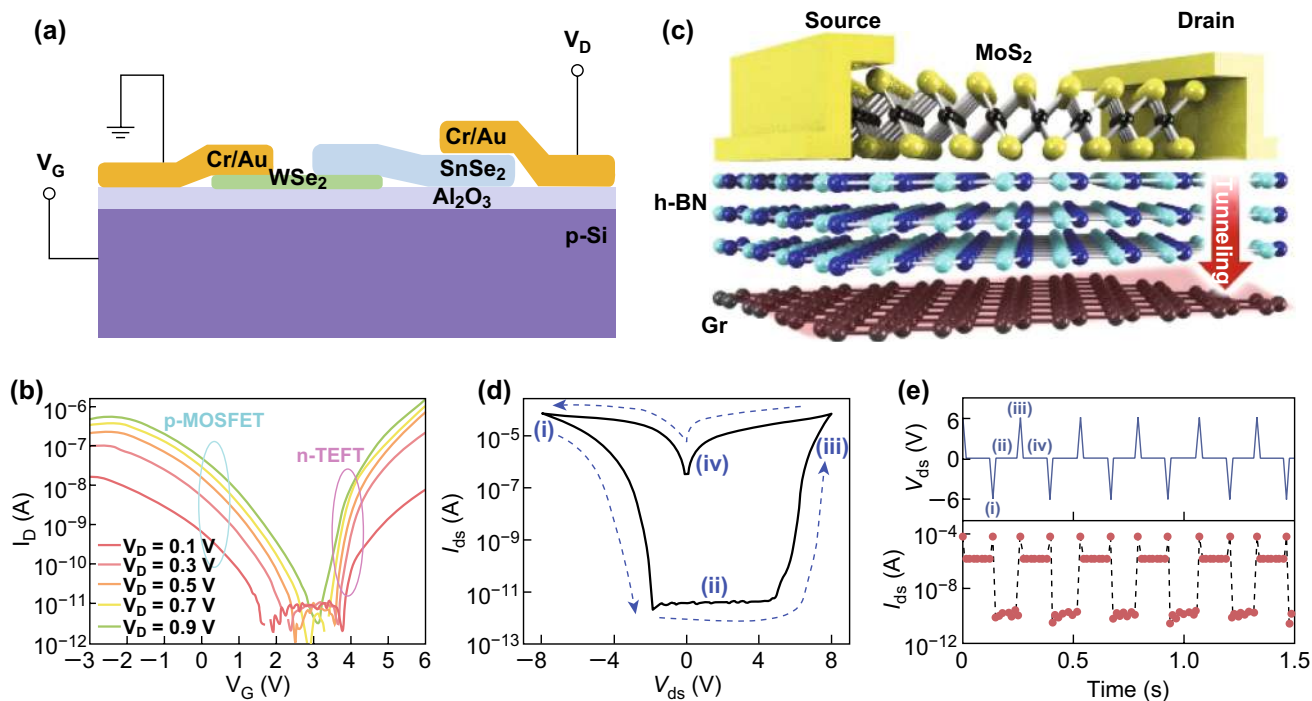 (a)
V_D
V_G
Cr/Au
Cr/Au
WSe₂
SnSe₂
Al₂O₃
p-Si
(c)
Source
Drain
MoS₂
h-BN
Tunneling
Gr
(b)
I_D (A)
10⁻⁶
10⁻⁷
10⁻⁸
10⁻⁹
10⁻¹⁰
10⁻¹¹
10⁻¹²
p-MOSFET
n-TEFT
V_D = 0.1 V
V_D = 0.3 V
V_D = 0.5 V
V_D = 0.7 V
V_D = 0.9 V
−3 −2 −1 0 1 2 3 4 5 6
V_G (V)
(d)
I_ds (A)
10⁻⁵
10⁻⁷
10⁻⁹
10⁻¹¹
10⁻¹³
(i)
(iii)
(iv)
(ii)
−8 −4 0 4 8
V_ds (V)
(e)
V_ds (V)
6
0
−6
(iii)
(ii) (iv)
(i)
I_ds (A)
10⁻⁴
10⁻⁸
10⁻¹²
0 0.5 1.0 1.5
Time (s)